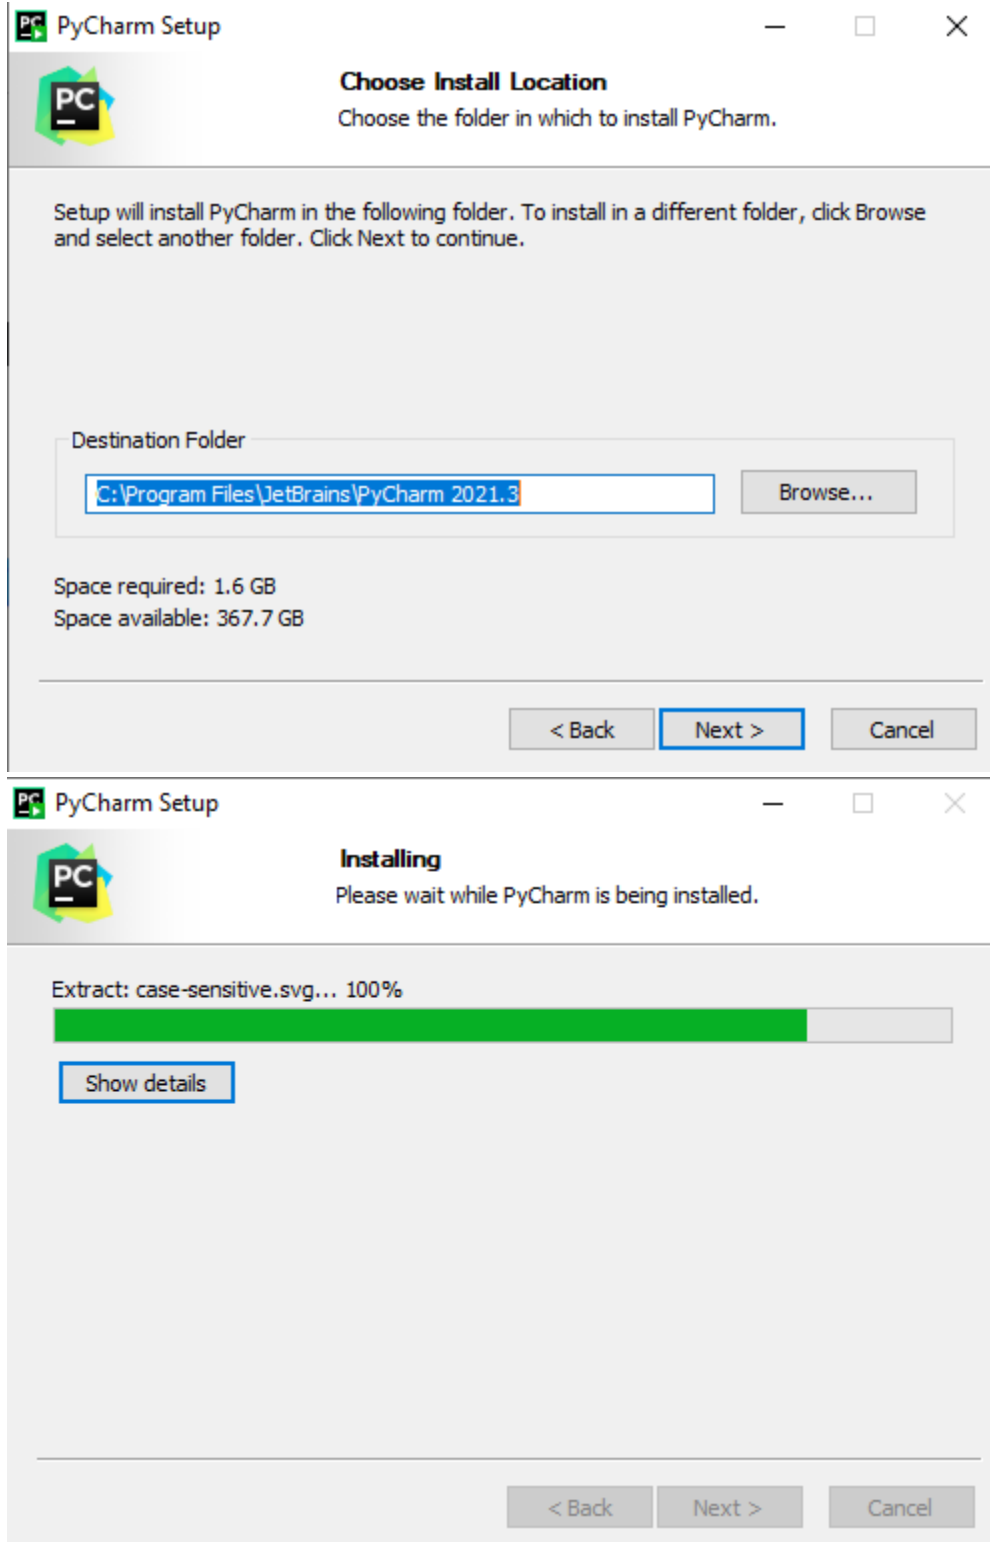 PyCharm Setup
PC
Choose Install Location
Choose the folder in which to install PyCharm.
Setup will install PyCharm in the following folder. To install in a different folder, click Browse
and select another folder. Click Next to continue.
Destination Folder
C:\Program Files\JetBrains\PyCharm 2021.3
Browse...
Space required: 1.6 GB
Space available: 367.7 GB
< Back
Next >
Cancel
PyCharm Setup
PC
Installing
Please wait while PyCharm is being installed.
Extract: case-sensitive.svg... 100%
Show details
< Back
Next >
Cancel